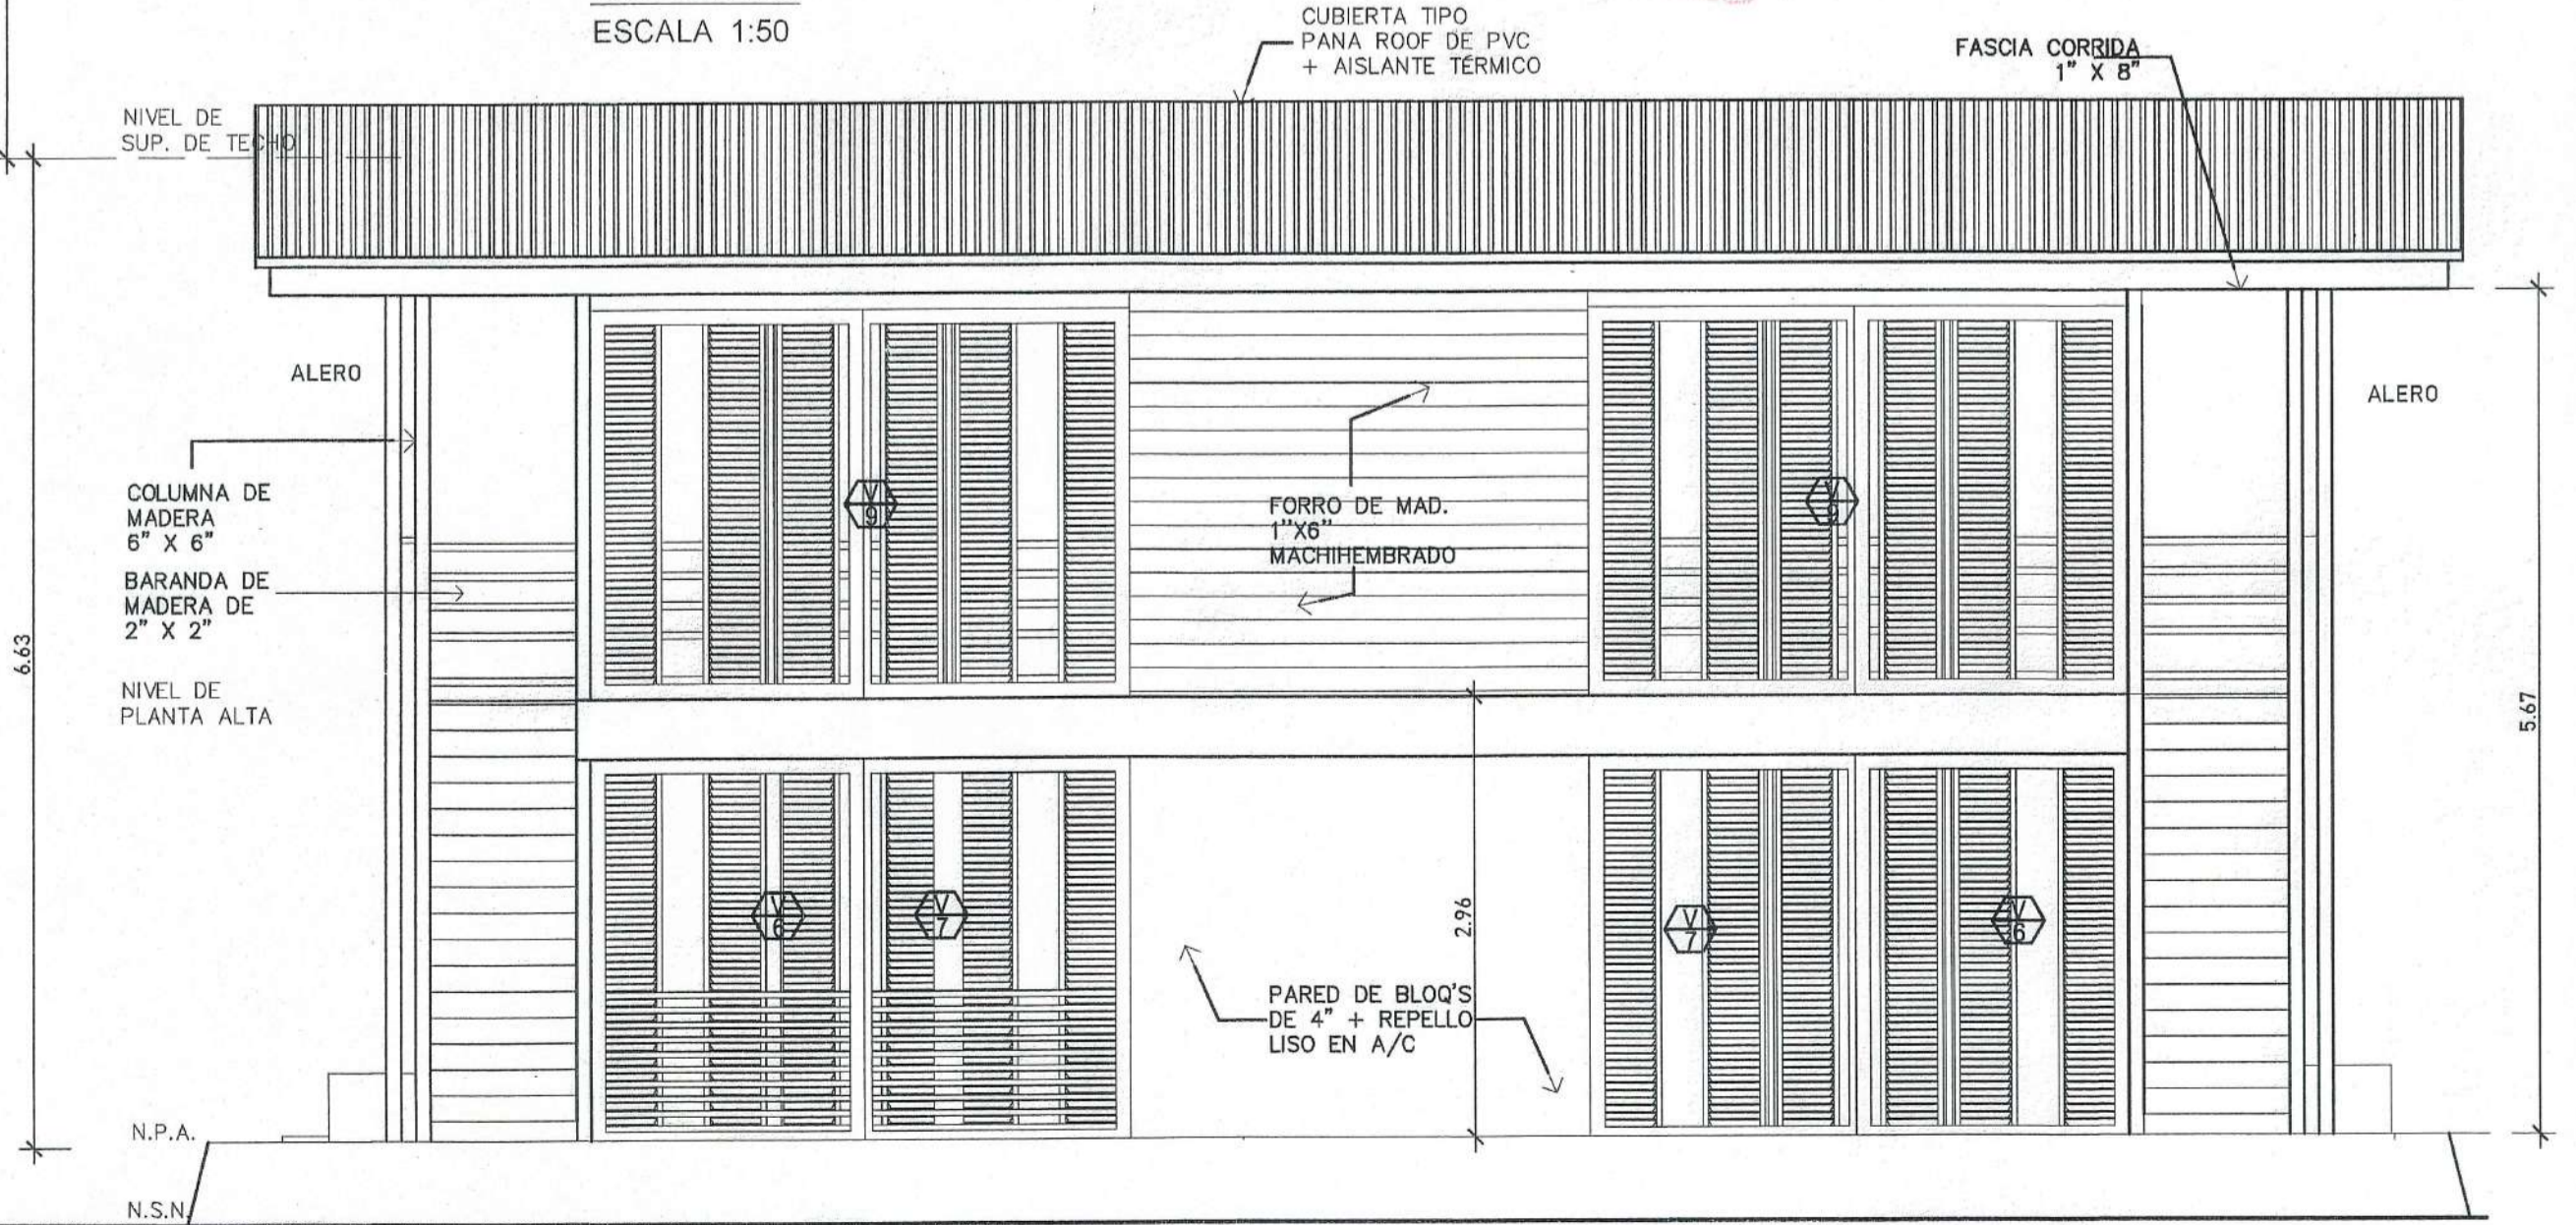 ESCALA 1:50
CUBIERTA TIPO
PANA ROOF DE PVC
+ AISLANTE TÉRMICO
FASCIA CORRIDA
1" X 8"
NIVEL DE
SUP. DE TECHO
ALERO
ALERO
COLUMNA DE
MADERA
6" X 6"
BARANDA DE
MADERA DE
2" X 2"
NIVEL DE
PLANTA ALTA
V
9
FORRO DE MAD.
1"X6"
MACHIHEMBRADO
V
9
6.63
5.67
2.96
V
6
V
7
V
7
V
6
PARED DE BLOQ'S
DE 4" + REPELLO
LISO EN A/C
N.P.A.
N.S.N.